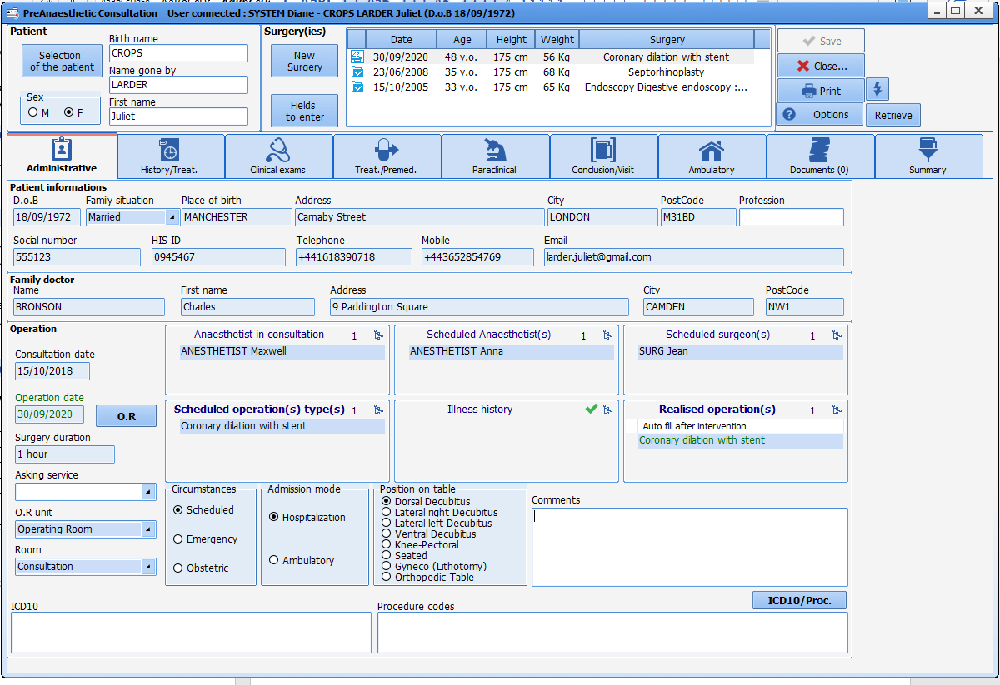 PreAnaesthetic Consultation User connected : SYSTEM Diane - CROPS LARDER Juliet (D.o.B 18/09/1972)
Patient
Selection
of the patient
Birth name
CROPS
Name gone by
LARDER
First name
Juliet
Sex
M F
Surgery(ies)
New
Surgery
Fields
to enter
Date Age Height Weight Surgery
30/09/2020 48 y.o. 175 cm 56 Kg Coronary dilation with stent
23/06/2008 35 y.o. 175 cm 68 Kg Septorhinoplasty
15/10/2005 33 y.o. 175 cm 65 Kg Endoscopy Digestive endoscopy :...
Save
Close...
Print
Options
Retrieve
Administrative
History/Treat.
Clinical exams
Treat./Premed.
Paraclinical
Conclusion/Visit
Ambulatory
Documents (0)
Summary
Patient informations
D.o.B Family situation Place of birth Address City PostCode Profession
18/09/1972 Married MANCHESTER Carnaby Street LONDON M31BD
Social number HIS-ID Telephone Mobile Email
555123 0945467 +441618390718 +443652854769 larder.juliet@gmail.com
Family doctor
Name First name Address City PostCode
BRONSON Charles 9 Paddington Square CAMDEN NW1
Operation
Consultation date
15/10/2018
Operation date
30/09/2020
O.R
Surgery duration
1 hour
Asking service
O.R unit
Operating Room
Room
Consultation
Anaesthetist in consultation 1
ANESTHETIST Maxwell
Scheduled Anaesthetist(s) 1
ANESTHETIST Anna
Scheduled surgeon(s) 1
SURG Jean
Scheduled operation(s) type(s) 1
Coronary dilation with stent
Illness history
Realised operation(s) 1
Auto fill after intervention
Coronary dilation with stent
Circumstances
Scheduled
Emergency
Obstetric
Admission mode
Hospitalization
Ambulatory
Position on table
Dorsal Decubitus
Lateral right Decubitus
Lateral left Decubitus
Ventral Decubitus
Knee-Pectoral
Seated
Gyneco (Lithotomy)
Orthopedic Table
Comments
ICD10/Proc.
ICD10
Procedure codes